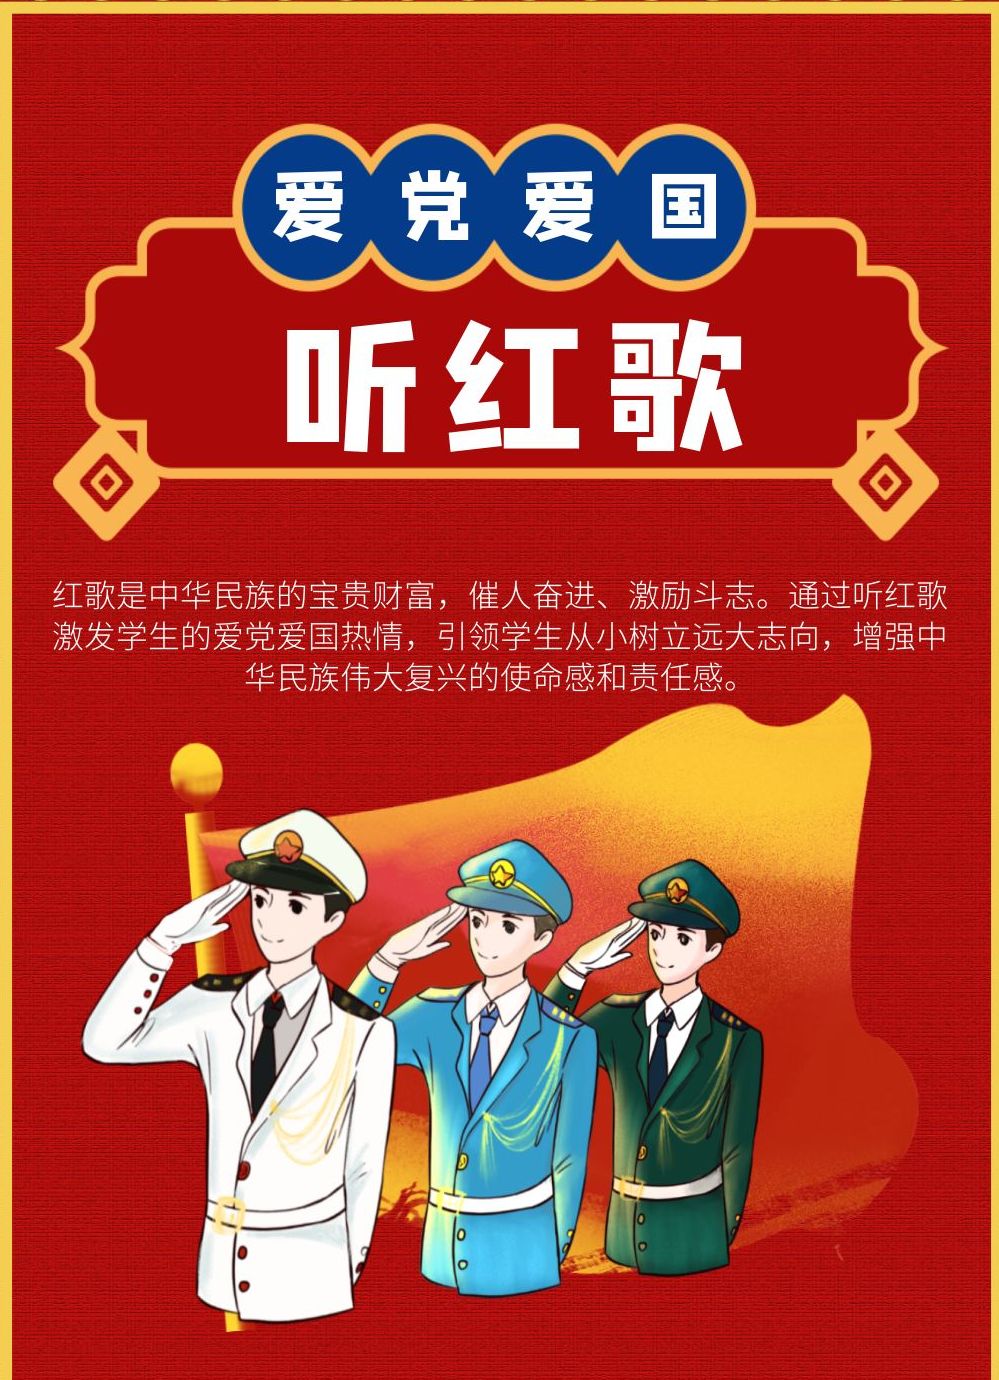 爱党爱国
听红歌
红歌是中华民族的宝贵财富，催人奋进、激励斗志。通过听红歌
激发学生的爱党爱国热情，引领学生从小树立远大志向，增强中
华民族伟大复兴的使命感和责任感。